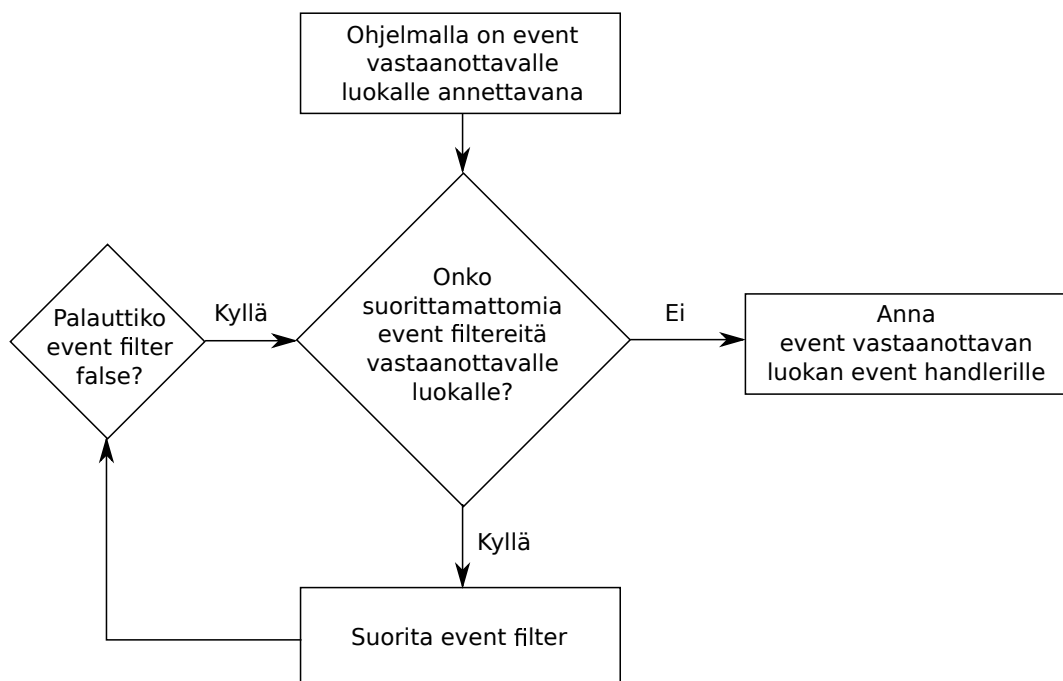 Ohjelmalla on event
vastaanottavalle
luokalle annettavana
Onko
suorittamattomia
event filtereitä
vastaanottavalle
luokalle?
Palauttiko
event filter
false?
Kyllä
Ei
Anna
event vastaanottavan
luokan event handlerille
Kyllä
Suorita event filter